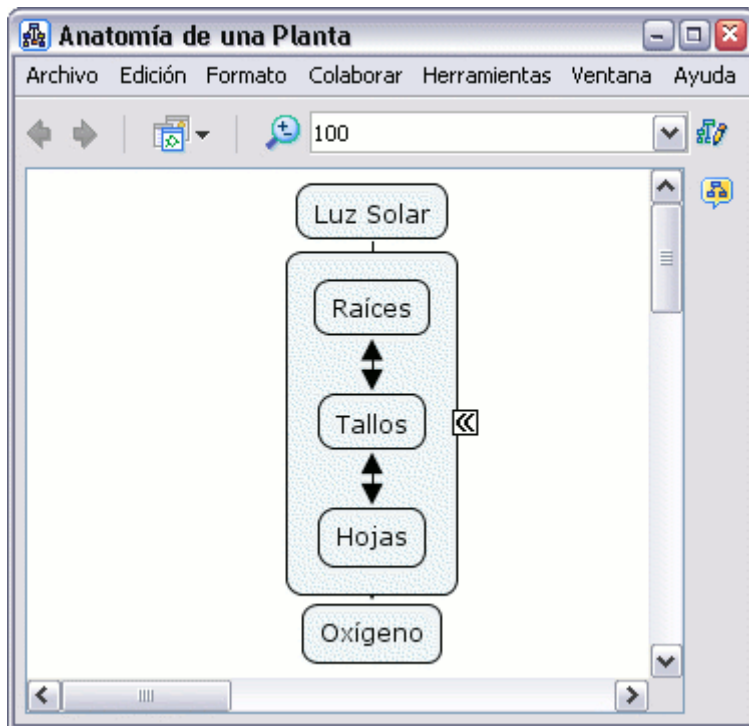 Anatomía de una Planta
Archivo Edición Formato Colaborar Herramientas Ventana Ayuda
100
Luz Solar
Raíces
Tallos
Hojas
Oxígeno